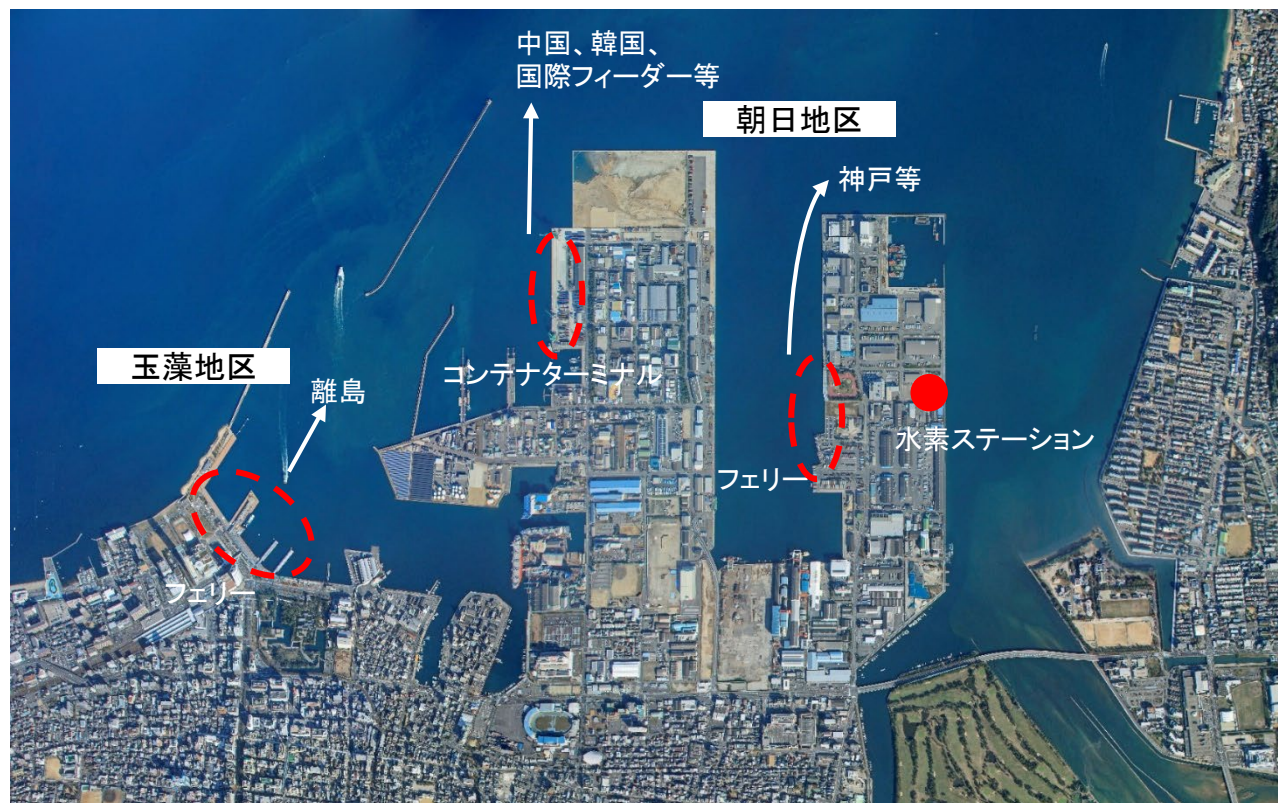 中国、韓国、
国際フィーダー等
朝日地区
神戸等
玉藻地区
離島
コンテナターミナル
水素ステーション
フェリー
フェリー